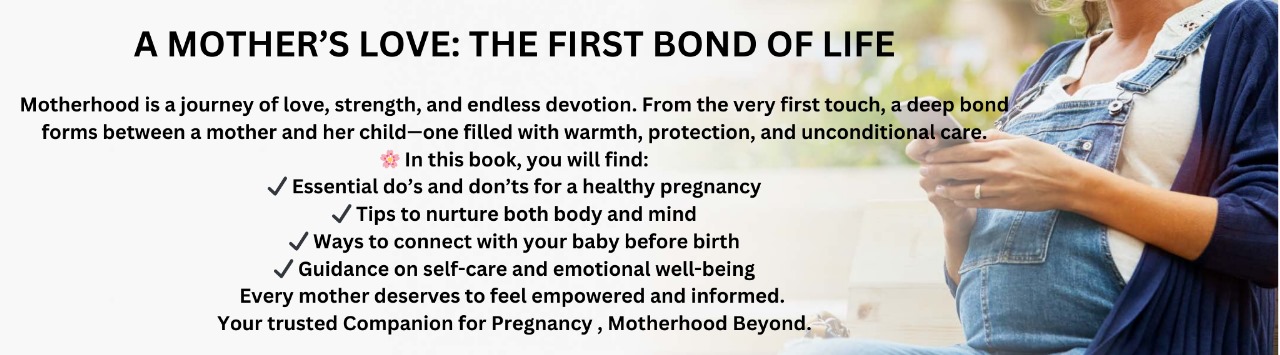 A MOTHER’S LOVE: THE FIRST BOND OF LIFE
Motherhood is a journey of love, strength, and endless devotion. From the very first touch, a deep bond
forms between a mother and her child—one filled with warmth, protection, and unconditional care.
🌸 In this book, you will find:
✔ Essential do’s and don’ts for a healthy pregnancy
✔ Tips to nurture both body and mind
✔ Ways to connect with your baby before birth
✔ Guidance on self-care and emotional well-being
Every mother deserves to feel empowered and informed.
Your trusted Companion for Pregnancy , Motherhood Beyond.